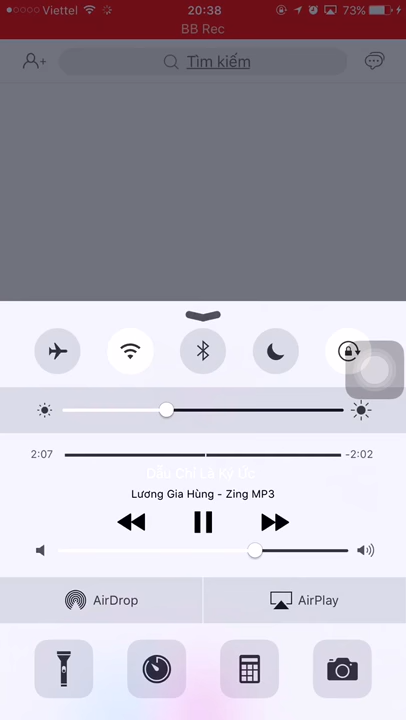 Viettel 20:38 73%
BB Rec
Tìm kiếm
2:07 -2:02
Dẫu Chỉ Là Ký Ức
Lương Gia Hùng - Zing MP3
AirDrop AirPlay